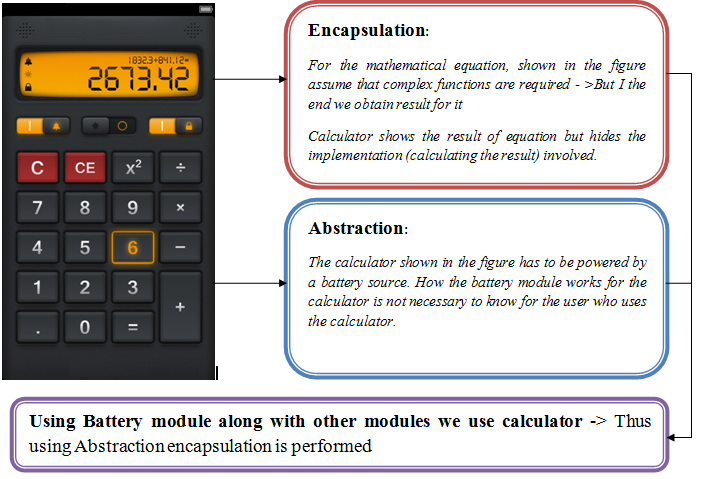 1832.3+841.12=
2673.42
C CE x² ÷
7 8 9 ×
4 5 6 −
1 2 3 +
. 0 =
Encapsulation:
For the mathematical equation, shown in the figure
assume that complex functions are required - >But I the
end we obtain result for it
Calculator shows the result of equation but hides the
implementation (calculating the result) involved.
Abstraction:
The calculator shown in the figure has to be powered by
a battery source. How the battery module works for the
calculator is not necessary to know for the user who uses
the calculator.
Using Battery module along with other modules we use calculator -> Thus
using Abstraction encapsulation is performed